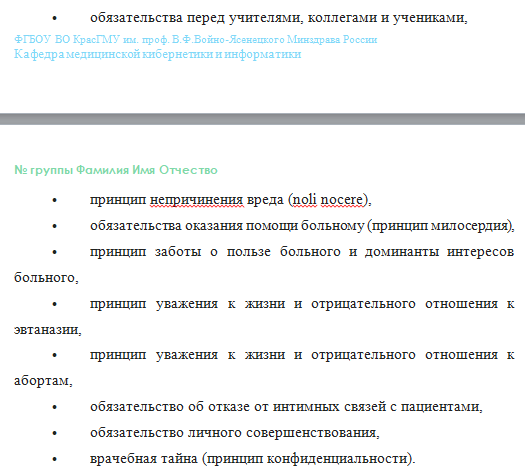 • обязательства перед учителями, коллегами и учениками,
ФГБОУ ВО КрасГМУ им. проф. В.Ф.Войно-Ясенецкого Минздрава России
Кафедра медицинской кибернетики и информатики
№ группы Фамилия Имя Отчество
• принцип непричинения вреда (noli nocere),
• обязательства оказания помощи больному (принцип милосердия),
• принцип заботы о пользе больного и доминанты интересов
больного,
• принцип уважения к жизни и отрицательного отношения к
эвтаназии,
• принцип уважения к жизни и отрицательного отношения к
абортам,
• обязательство об отказе от интимных связей с пациентами,
• обязательство личного совершенствования,
• врачебная тайна (принцип конфиденциальности).